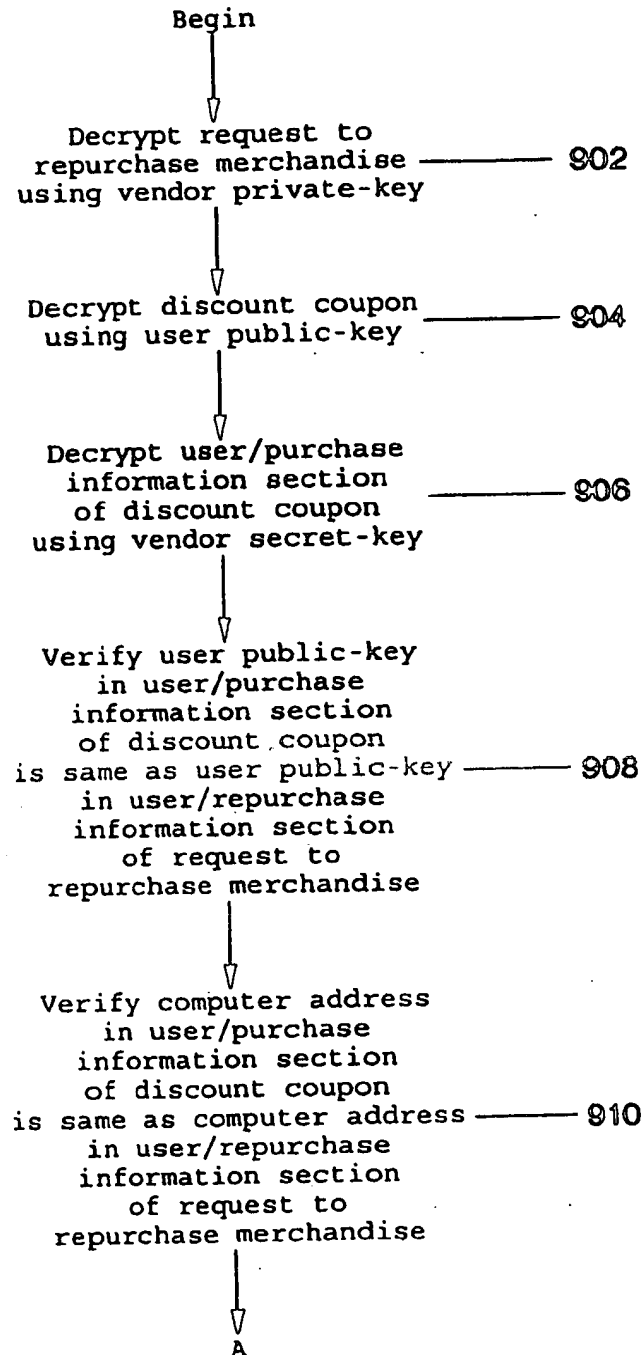 Begin
Decrypt request to
repurchase merchandise 902
using vendor private-key
Decrypt discount coupon 904
using user public-key
Decrypt user/purchase
information section
of discount coupon 906
using vendor secret-key
Verify user public-key
in user/purchase
information section
of discount coupon
is same as user public-key 908
in user/repurchase
information section
of request to
repurchase merchandise
Verify computer address
in user/purchase
information section
of discount coupon
is same as computer address 910
in user/repurchase
information section
of request to
repurchase merchandise
A